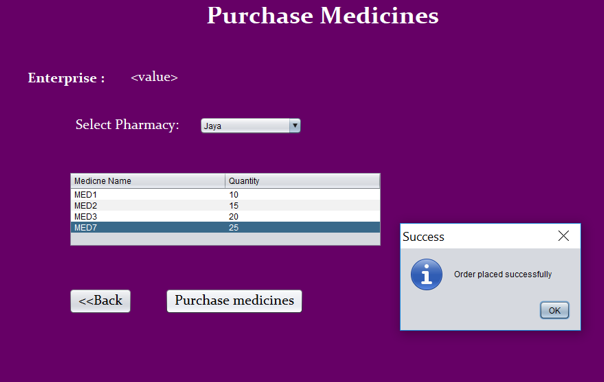 Purchase Medicines
Enterprise : <value>
Select Pharmacy: Jaya
Medicne Name Quantity
MED1 10
MED2 15
MED3 20
MED7 25
Success
Order placed successfully
OK
<<Back Purchase medicines